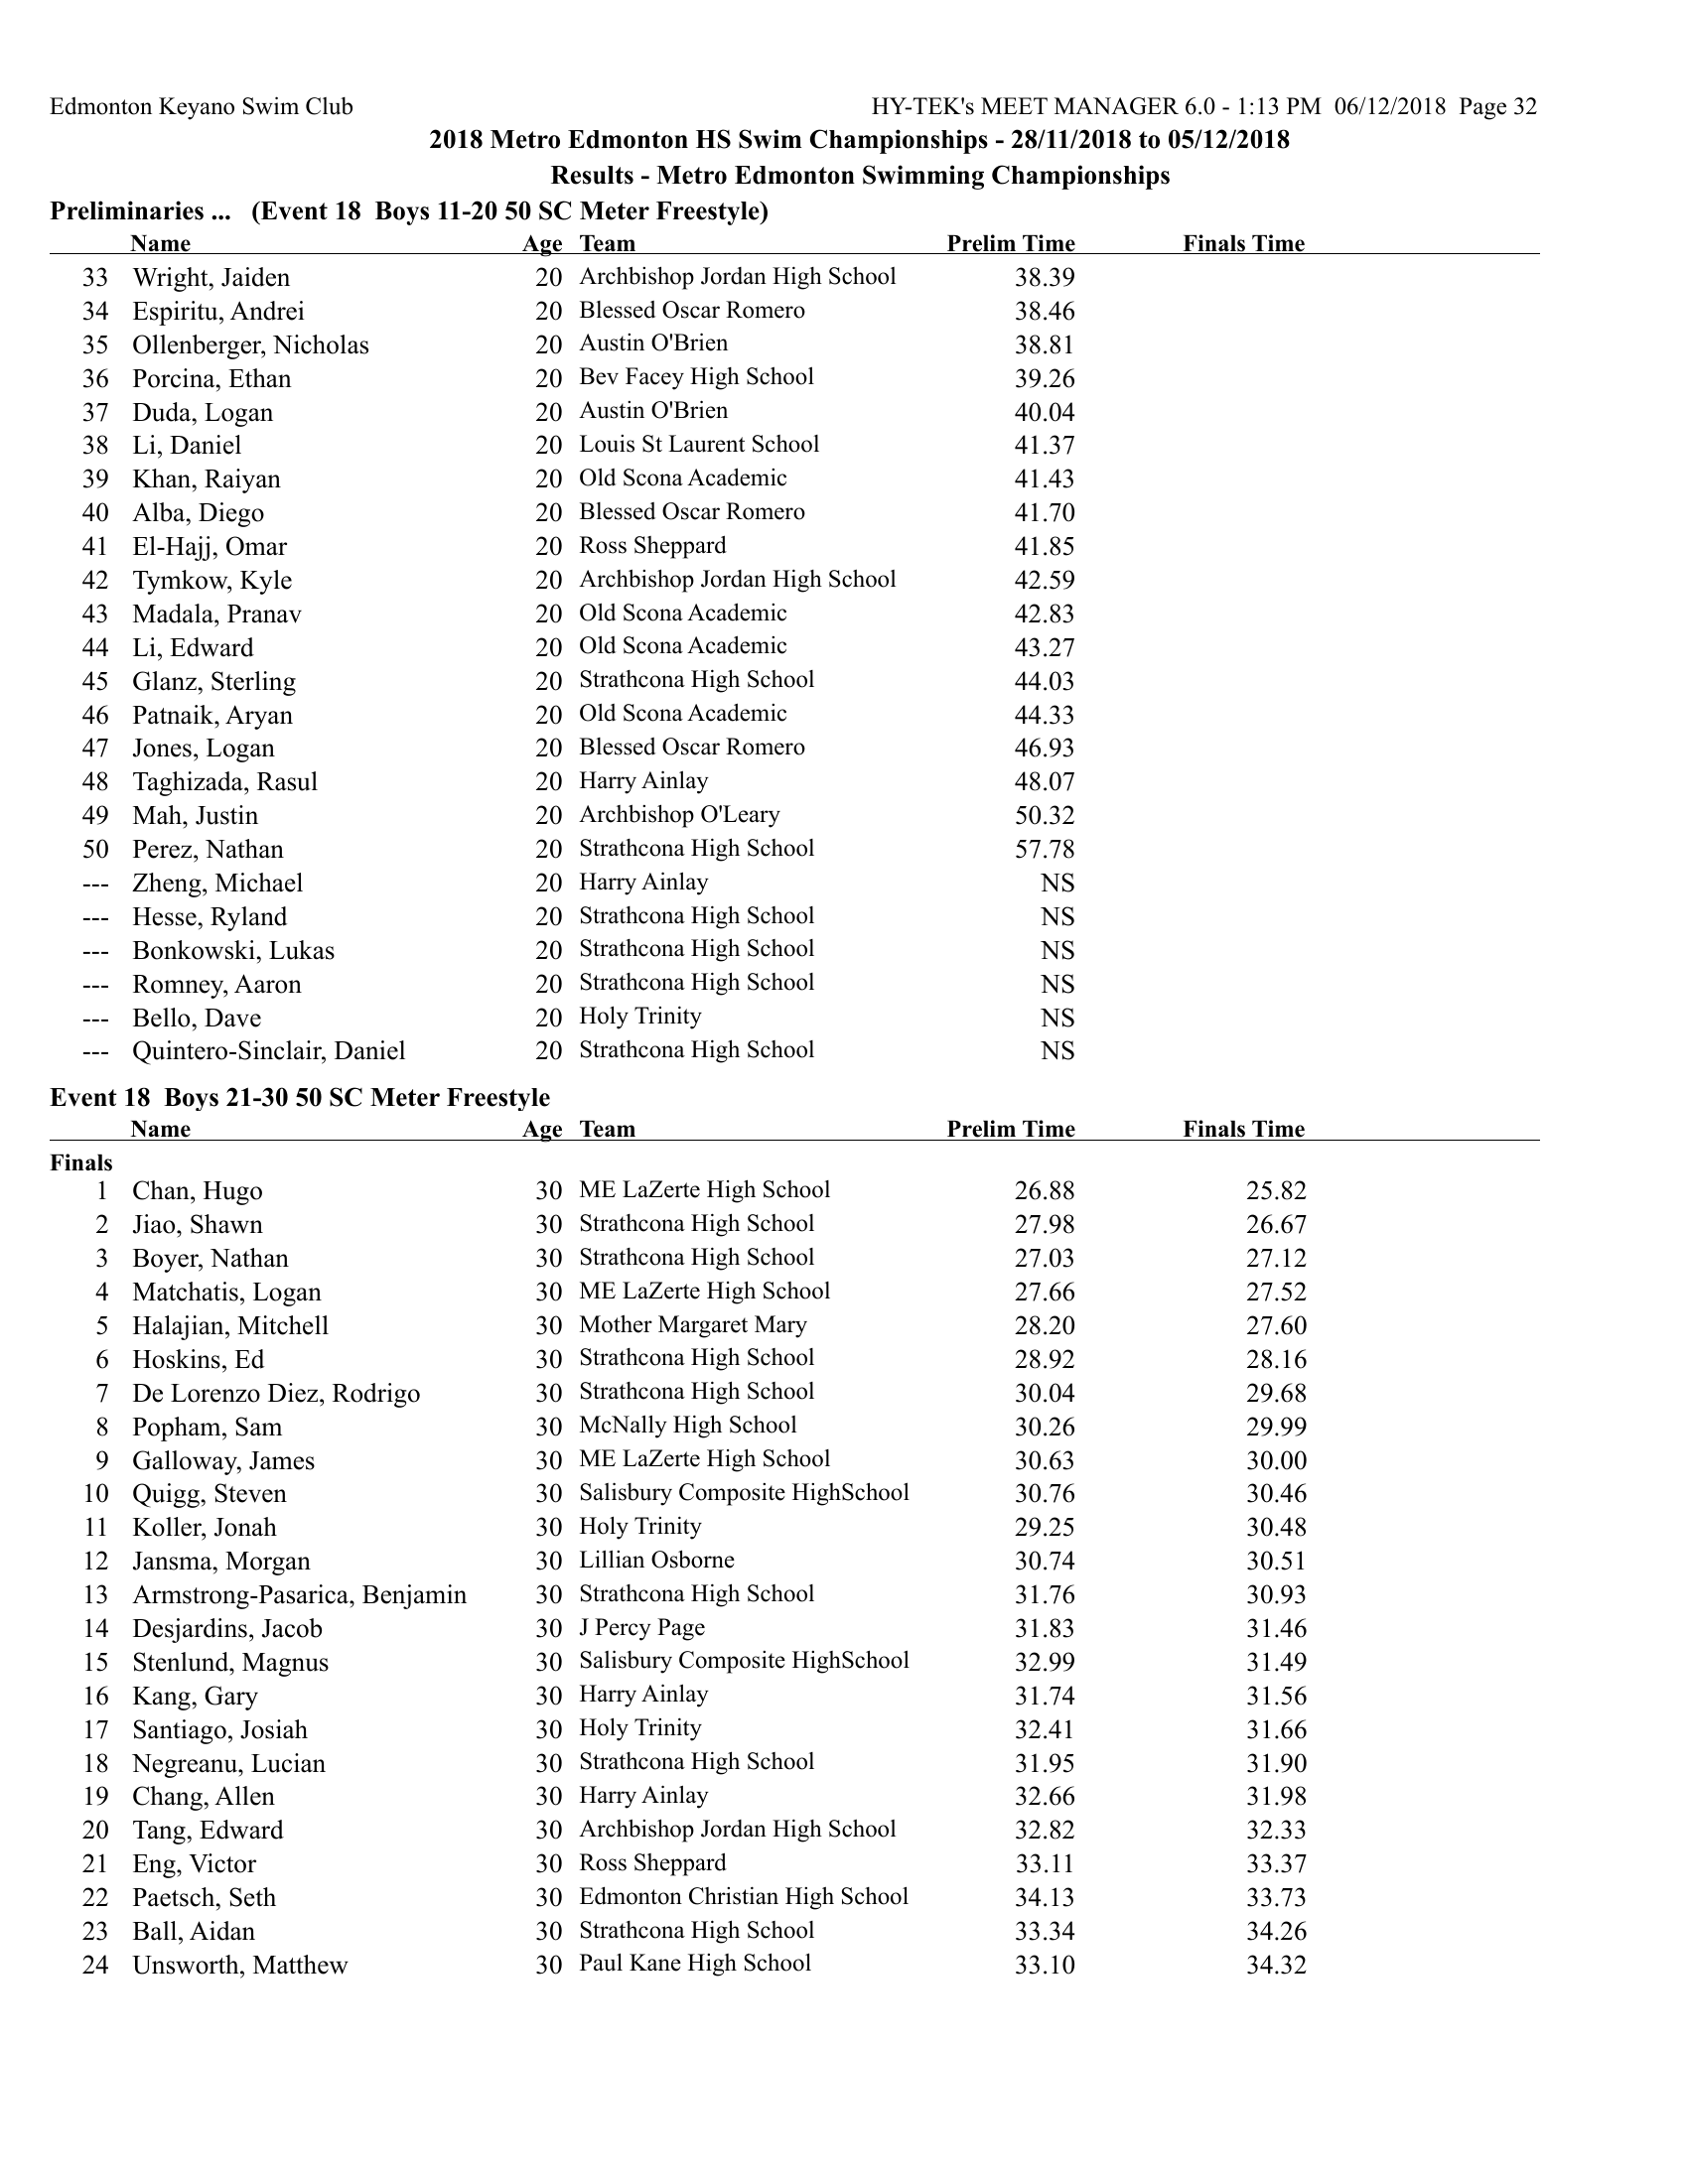 Edmonton Keyano Swim Club HY-TEK's MEET MANAGER 6.0 - 1:13 PM 06/12/2018 Page 32
2018 Metro Edmonton HS Swim Championships - 28/11/2018 to 05/12/2018
Results - Metro Edmonton Swimming Championships
Preliminaries ... (Event 18 Boys 11-20 50 SC Meter Freestyle)
Name Age Team Prelim Time Finals Time
33 Wright, Jaiden 20 Archbishop Jordan High School 38.39
34 Espiritu, Andrei 20 Blessed Oscar Romero 38.46
35 Ollenberger, Nicholas 20 Austin O'Brien 38.81
36 Porcina, Ethan 20 Bev Facey High School 39.26
37 Duda, Logan 20 Austin O'Brien 40.04
38 Li, Daniel 20 Louis St Laurent School 41.37
39 Khan, Raiyan 20 Old Scona Academic 41.43
40 Alba, Diego 20 Blessed Oscar Romero 41.70
41 El-Hajj, Omar 20 Ross Sheppard 41.85
42 Tymkow, Kyle 20 Archbishop Jordan High School 42.59
43 Madala, Pranav 20 Old Scona Academic 42.83
44 Li, Edward 20 Old Scona Academic 43.27
45 Glanz, Sterling 20 Strathcona High School 44.03
46 Patnaik, Aryan 20 Old Scona Academic 44.33
47 Jones, Logan 20 Blessed Oscar Romero 46.93
48 Taghizada, Rasul 20 Harry Ainlay 48.07
49 Mah, Justin 20 Archbishop O'Leary 50.32
50 Perez, Nathan 20 Strathcona High School 57.78
--- Zheng, Michael 20 Harry Ainlay NS
--- Hesse, Ryland 20 Strathcona High School NS
--- Bonkowski, Lukas 20 Strathcona High School NS
--- Romney, Aaron 20 Strathcona High School NS
--- Bello, Dave 20 Holy Trinity NS
--- Quintero-Sinclair, Daniel 20 Strathcona High School NS
Event 18 Boys 21-30 50 SC Meter Freestyle
Name Age Team Prelim Time Finals Time
Finals
1 Chan, Hugo 30 ME LaZerte High School 26.88 25.82
2 Jiao, Shawn 30 Strathcona High School 27.98 26.67
3 Boyer, Nathan 30 Strathcona High School 27.03 27.12
4 Matchatis, Logan 30 ME LaZerte High School 27.66 27.52
5 Halajian, Mitchell 30 Mother Margaret Mary 28.20 27.60
6 Hoskins, Ed 30 Strathcona High School 28.92 28.16
7 De Lorenzo Diez, Rodrigo 30 Strathcona High School 30.04 29.68
8 Popham, Sam 30 McNally High School 30.26 29.99
9 Galloway, James 30 ME LaZerte High School 30.63 30.00
10 Quigg, Steven 30 Salisbury Composite HighSchool 30.76 30.46
11 Koller, Jonah 30 Holy Trinity 29.25 30.48
12 Jansma, Morgan 30 Lillian Osborne 30.74 30.51
13 Armstrong-Pasarica, Benjamin 30 Strathcona High School 31.76 30.93
14 Desjardins, Jacob 30 J Percy Page 31.83 31.46
15 Stenlund, Magnus 30 Salisbury Composite HighSchool 32.99 31.49
16 Kang, Gary 30 Harry Ainlay 31.74 31.56
17 Santiago, Josiah 30 Holy Trinity 32.41 31.66
18 Negreanu, Lucian 30 Strathcona High School 31.95 31.90
19 Chang, Allen 30 Harry Ainlay 32.66 31.98
20 Tang, Edward 30 Archbishop Jordan High School 32.82 32.33
21 Eng, Victor 30 Ross Sheppard 33.11 33.37
22 Paetsch, Seth 30 Edmonton Christian High School 34.13 33.73
23 Ball, Aidan 30 Strathcona High School 33.34 34.26
24 Unsworth, Matthew 30 Paul Kane High School 33.10 34.32